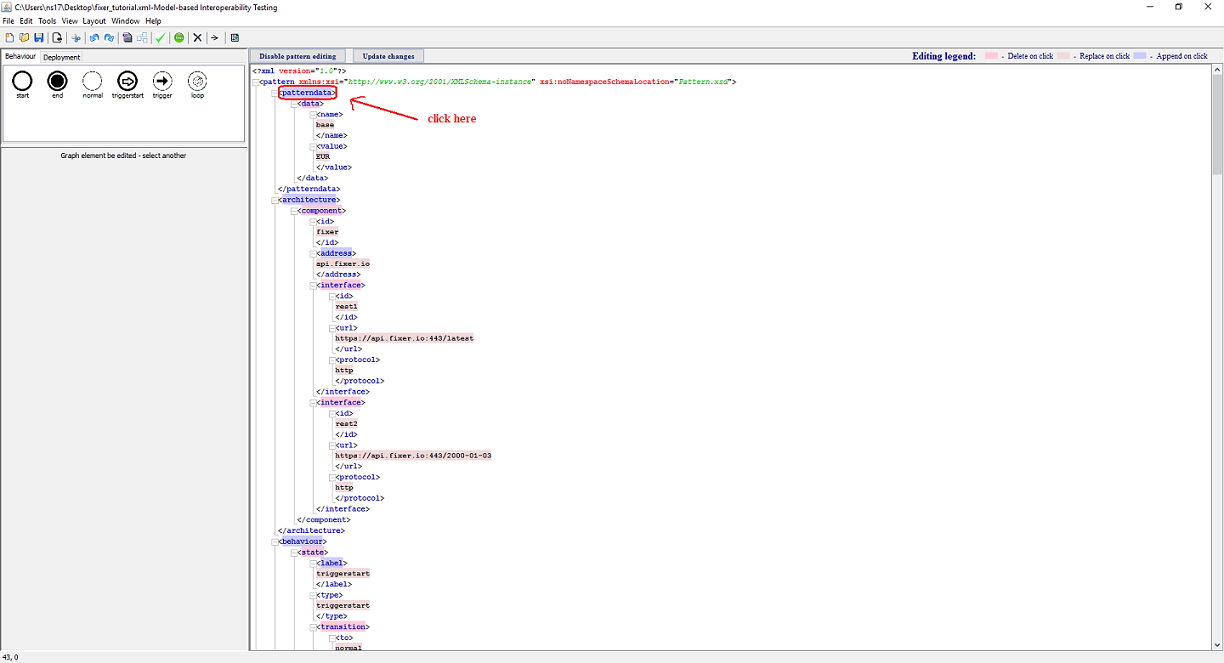 C:\Users\ns17\Desktop\fixer_tutorial.xml-Model-based Interoperability Testing
File Edit Tools View Layout Window Help
Behaviour Deployment
start end normal triggerstart trigger loop
Graph element be edited - select another
Disable pattern editing Update changes Editing legend: - Delete on click - Replace on click - Append on click
<?xml version="1.0"?>
<pattern xmlns:xsi="http://www.w3.org/2001/XMLSchema-instance" xsi:noNamespaceSchemaLocation="Pattern.xsd">
<patterndata>
<data>
click here
<name>
base
</name>
<value>
EUR
</value>
</data>
</patterndata>
<architecture>
<component>
<id>
fixer
</id>
<address>
api.fixer.io
</address>
<interface>
<id>
rest1
</id>
<url>
https://api.fixer.io:443/latest
</url>
<protocol>
http
</protocol>
</interface>
<interface>
<id>
rest2
</id>
<url>
https://api.fixer.io:443/2000-01-03
</url>
<protocol>
http
</protocol>
</interface>
</component>
</architecture>
<behaviour>
<state>
<label>
triggerstart
</label>
<type>
triggerstart
</type>
<transition>
<to>
normal
43, 0